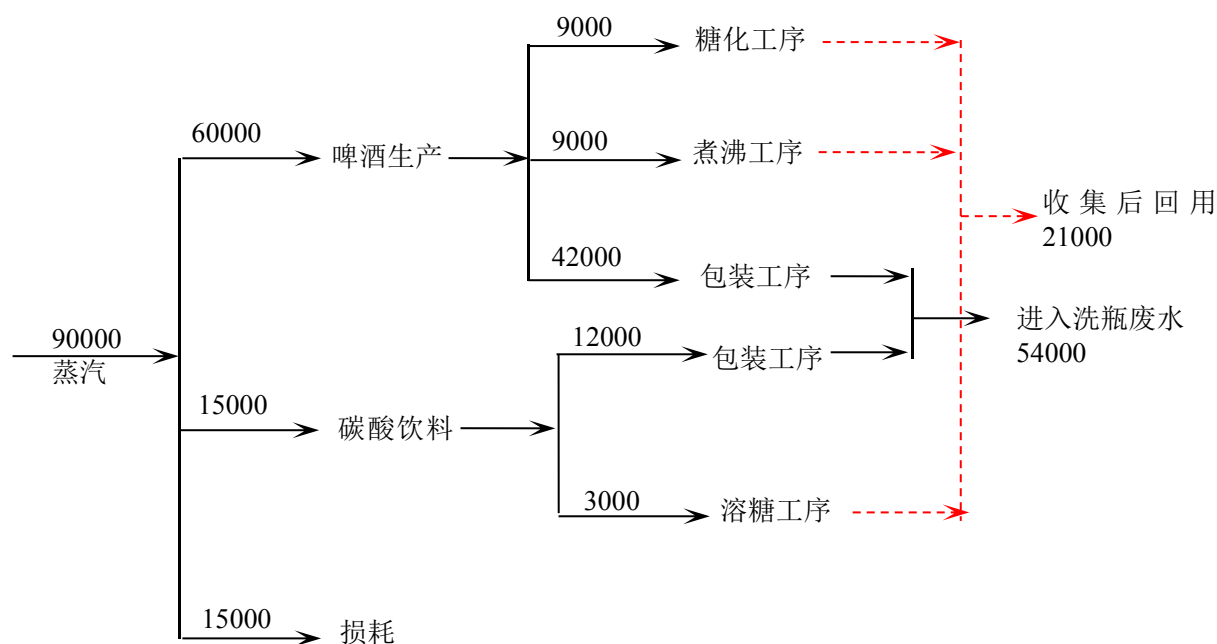 9000
糖化工序
60000
啤酒生产
9000
煮沸工序
收集后回用
21000
42000
包装工序
90000
蒸汽
12000
包装工序
进入洗瓶废水
54000
15000
碳酸饮料
3000
溶糖工序
15000
损耗